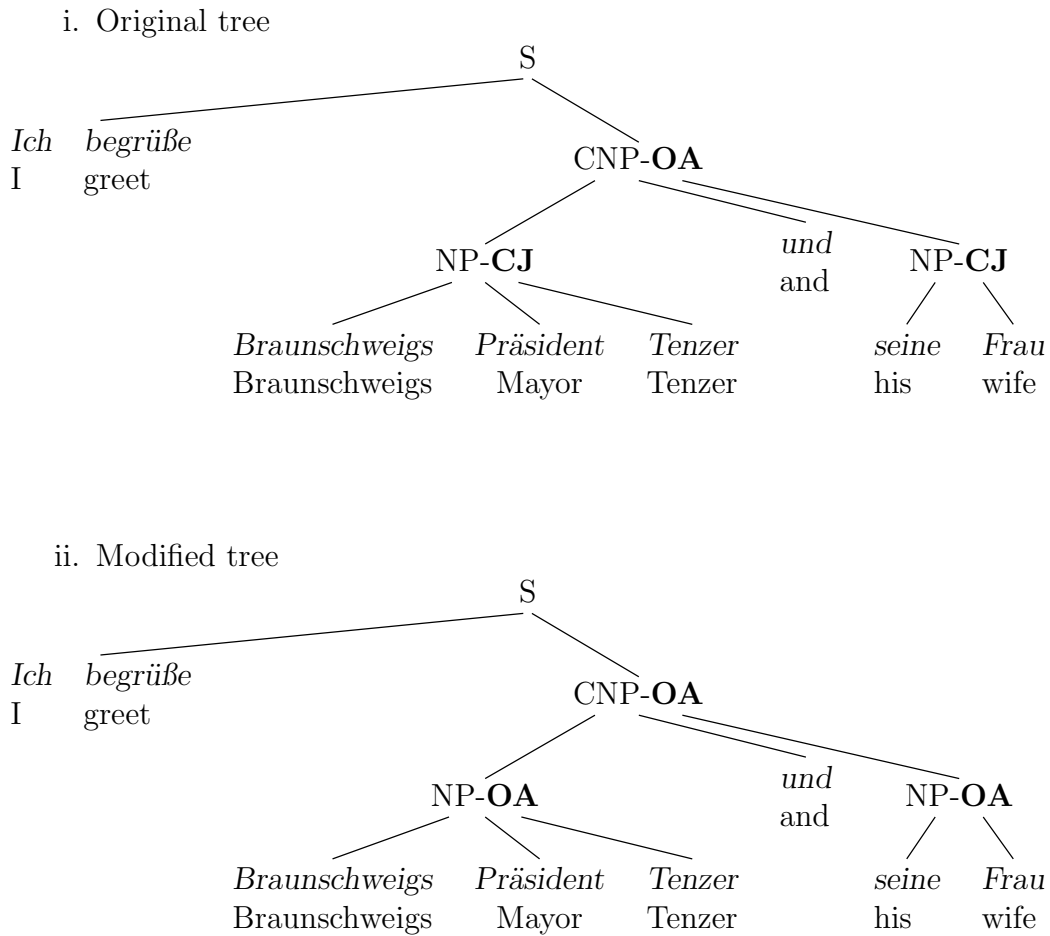 i. Original tree
S
Ich begrüße
I greet
CNP-OA
NP-CJ
und
and
NP-CJ
Braunschweigs Präsident Tenzer seine Frau
Braunschweigs Mayor Tenzer his wife
ii. Modified tree
S
Ich begrüße
I greet
CNP-OA
NP-OA
und
and
NP-OA
Braunschweigs Präsident Tenzer seine Frau
Braunschweigs Mayor Tenzer his wife